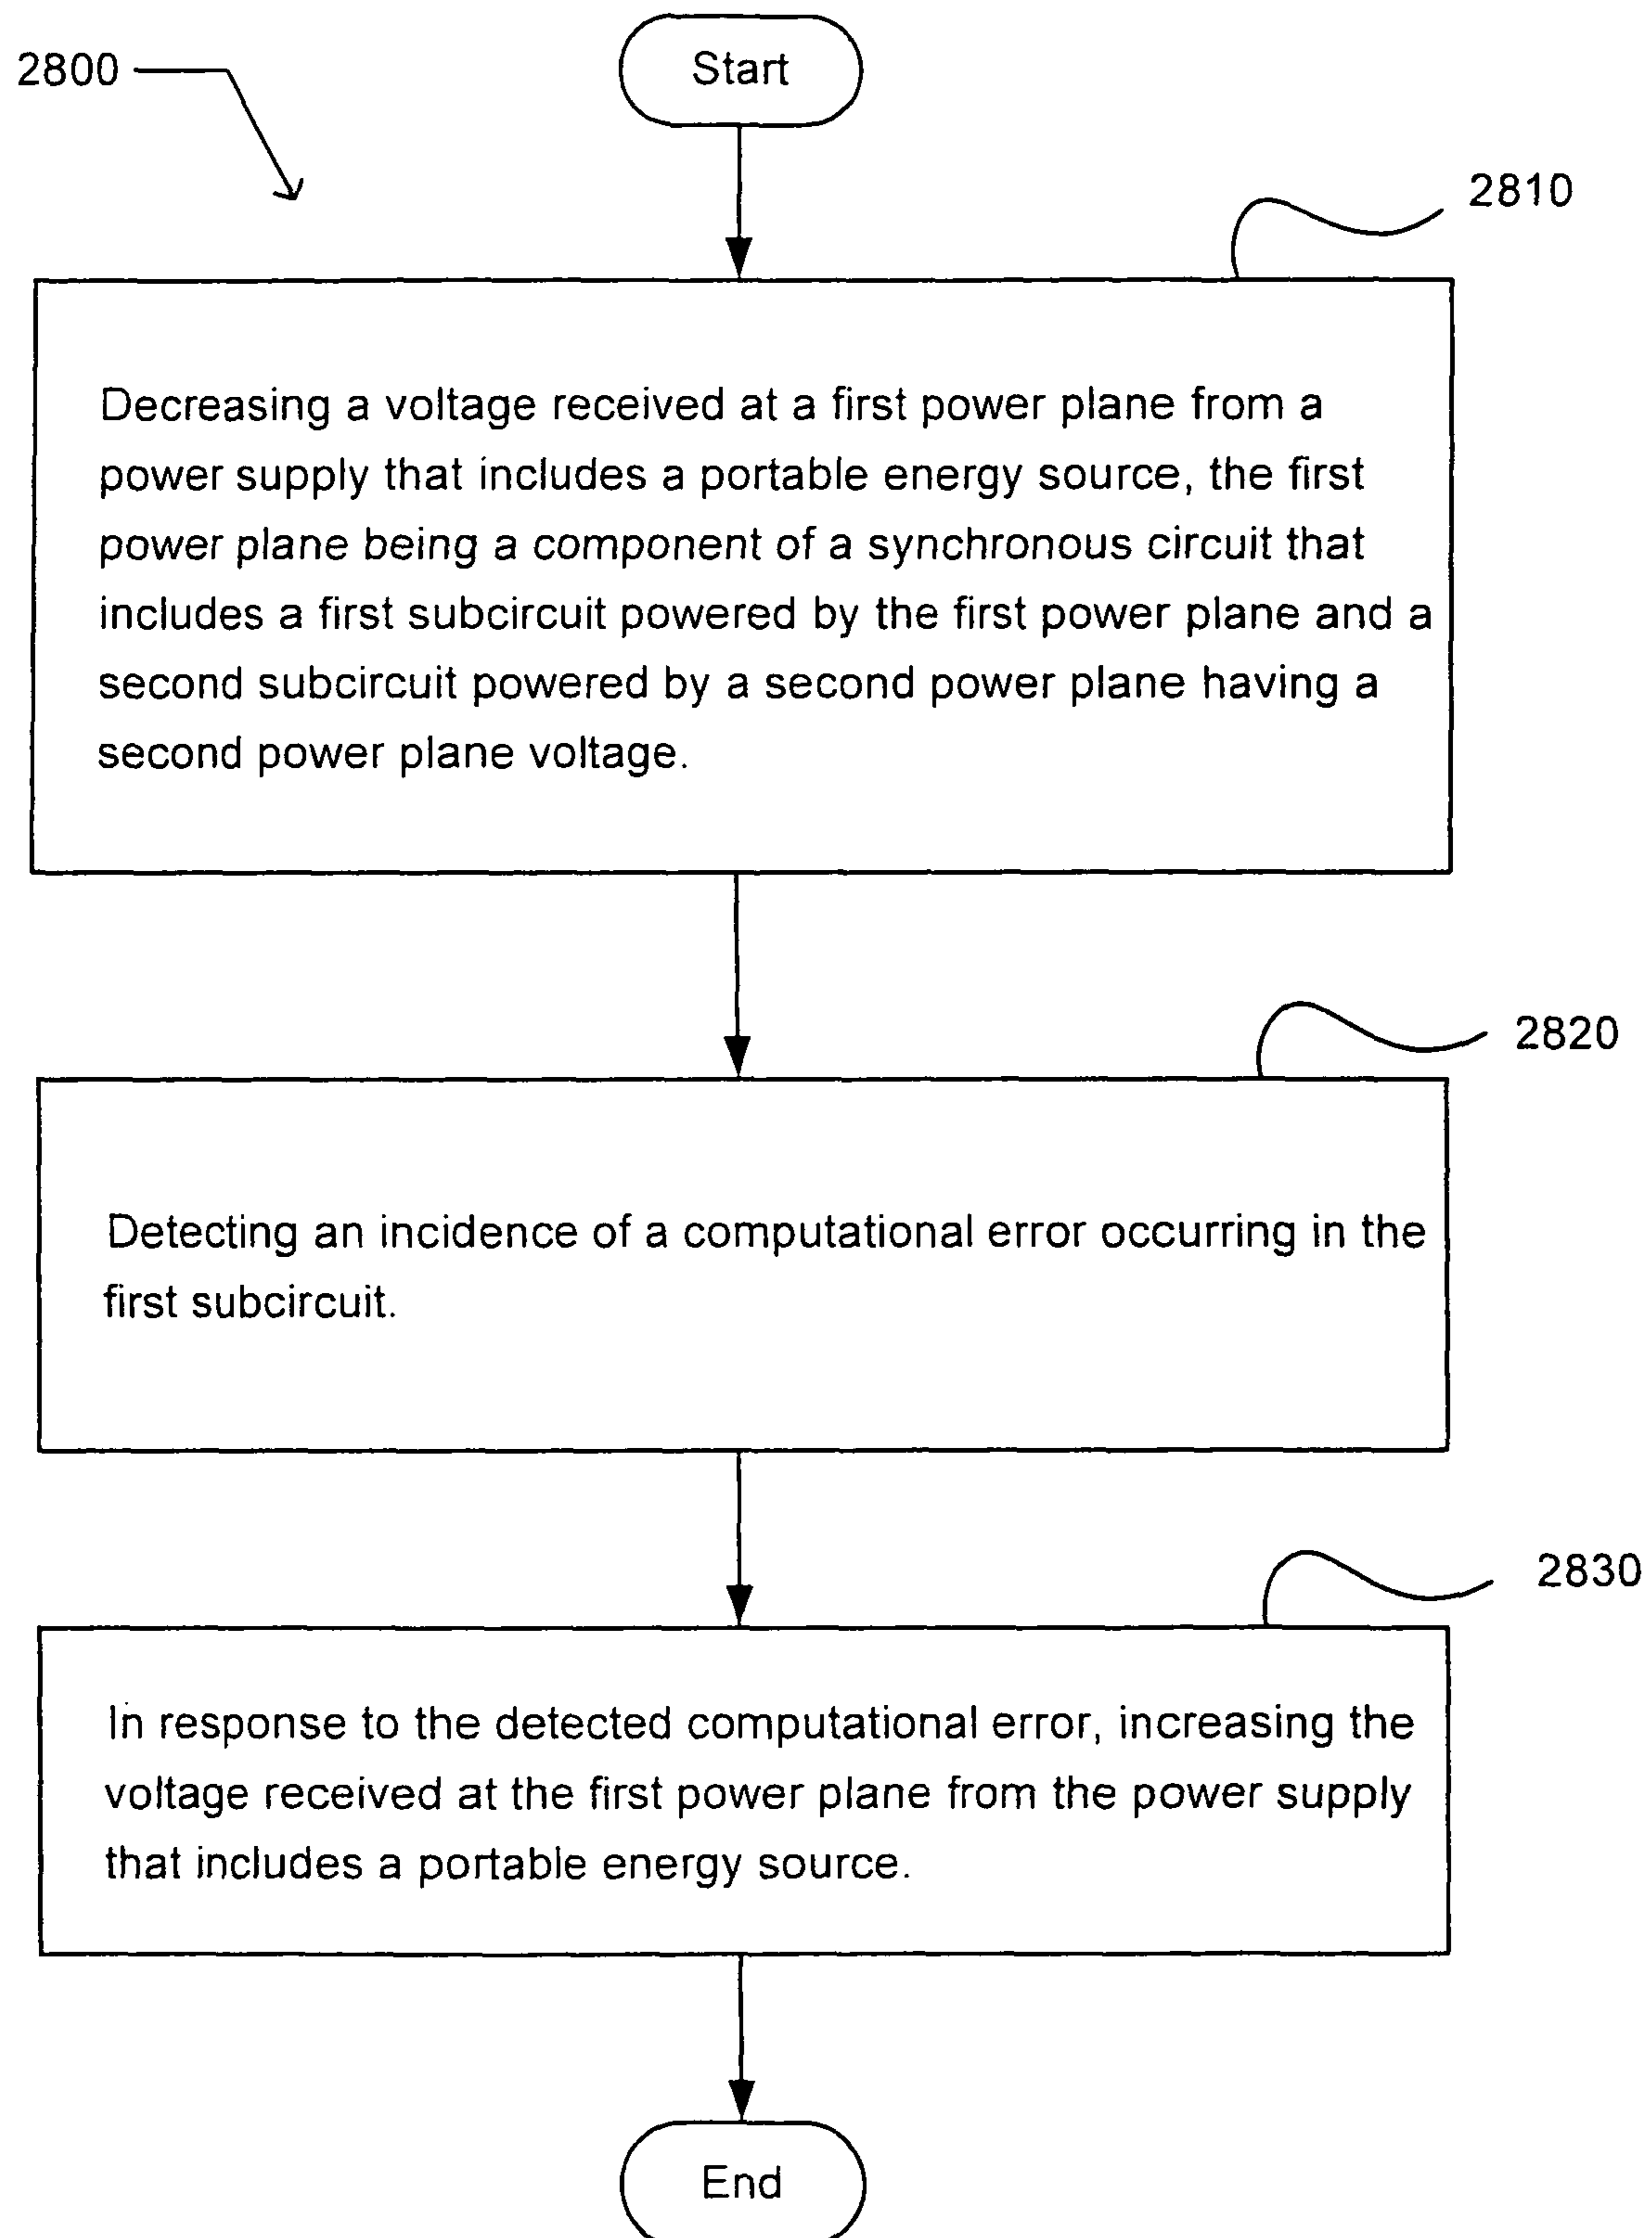 2800
Start
2810
Decreasing a voltage received at a first power plane from a
power supply that includes a portable energy source, the first
power plane being a component of a synchronous circuit that
includes a first subcircuit powered by the first power plane and a
second subcircuit powered by a second power plane having a
second power plane voltage.
2820
Detecting an incidence of a computational error occurring in the
first subcircuit.
2830
In response to the detected computational error, increasing the
voltage received at the first power plane from the power supply
that includes a portable energy source.
End